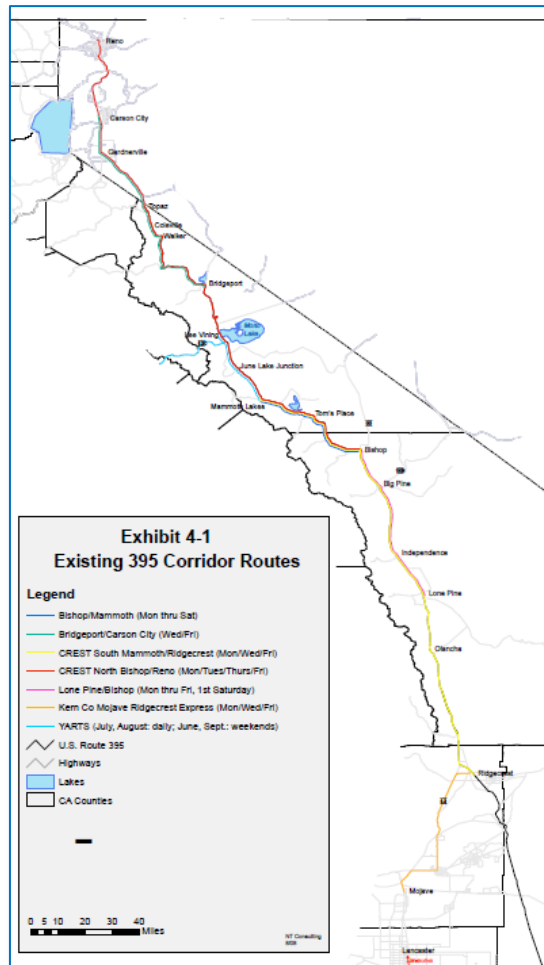 Reno
Carson City
Gardnerville
Topaz
Coleville
Walker
Bridgeport
Mono
Lake
Lee Vining
June Lake Junction
Mammoth Lakes
Tom's Place
Bishop
Big Pine
Independence
Lone Pine
Olancha
Ridgecrest
Mojave
Lancaster
Exhibit 4-1
Existing 395 Corridor Routes
Legend
Bishop/Mammoth (Mon thru Sat)
Bridgeport/Carson City (Wed/Fri)
CREST South Mammoth/Ridgecrest (Mon/Wed/Fri)
CREST North Bishop/Reno (Mon/Tues/Thurs/Fri)
Lone Pine/Bishop (Mon thru Fri, 1st Saturday)
Kern Co Mojave Ridgecrest Express (Mon/Wed/Fri)
YARTS (July, August: daily; June, Sept.: weekends)
U.S. Route 395
Highways
Lakes
CA Counties
0 5 10 20 30 40
Miles
NT Consulting